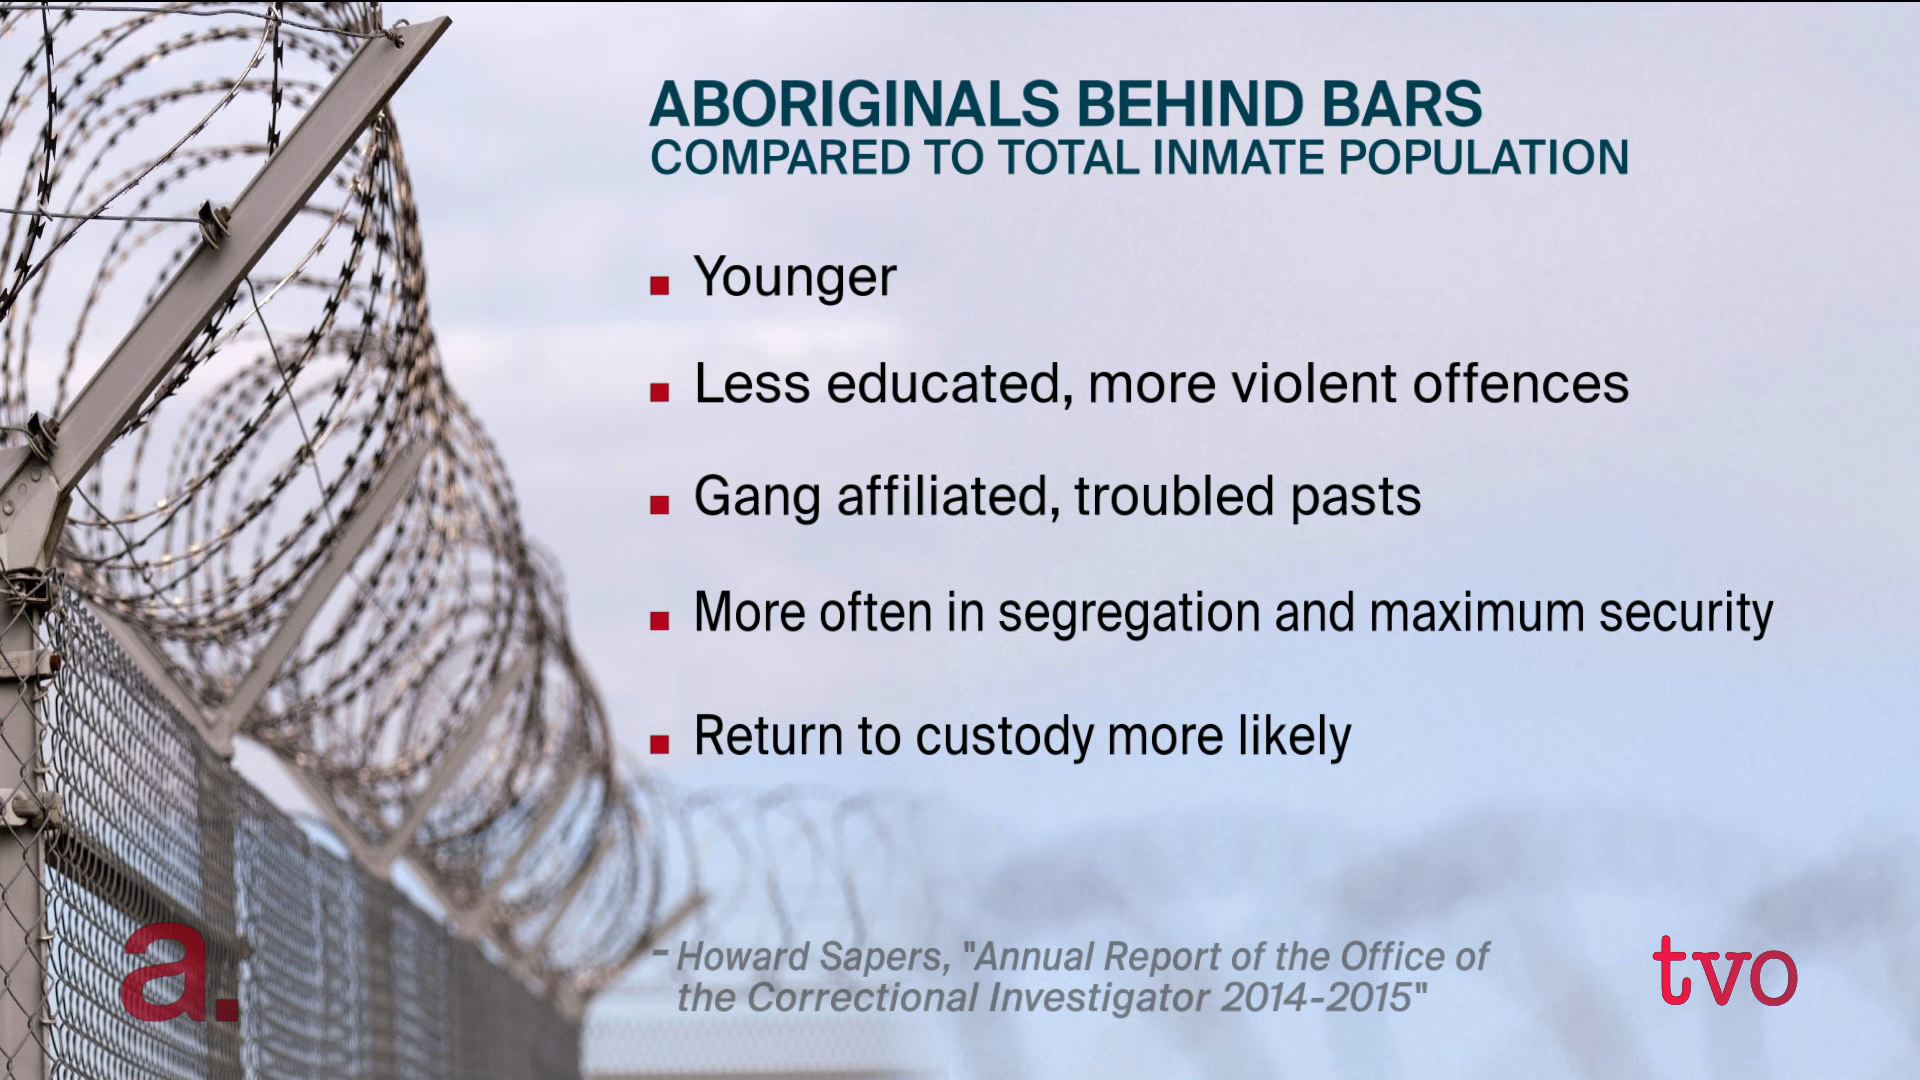 ABORIGINALS BEHIND BARS
COMPARED TO TOTAL INMATE POPULATION
Younger
Less educated, more violent offences
Gang affiliated, troubled pasts
More often in segregation and maximum security
Return to custody more likely
- Howard Sapers, "Annual Report of the Office of
the Correctional Investigator 2014-2015"
a.
tvo